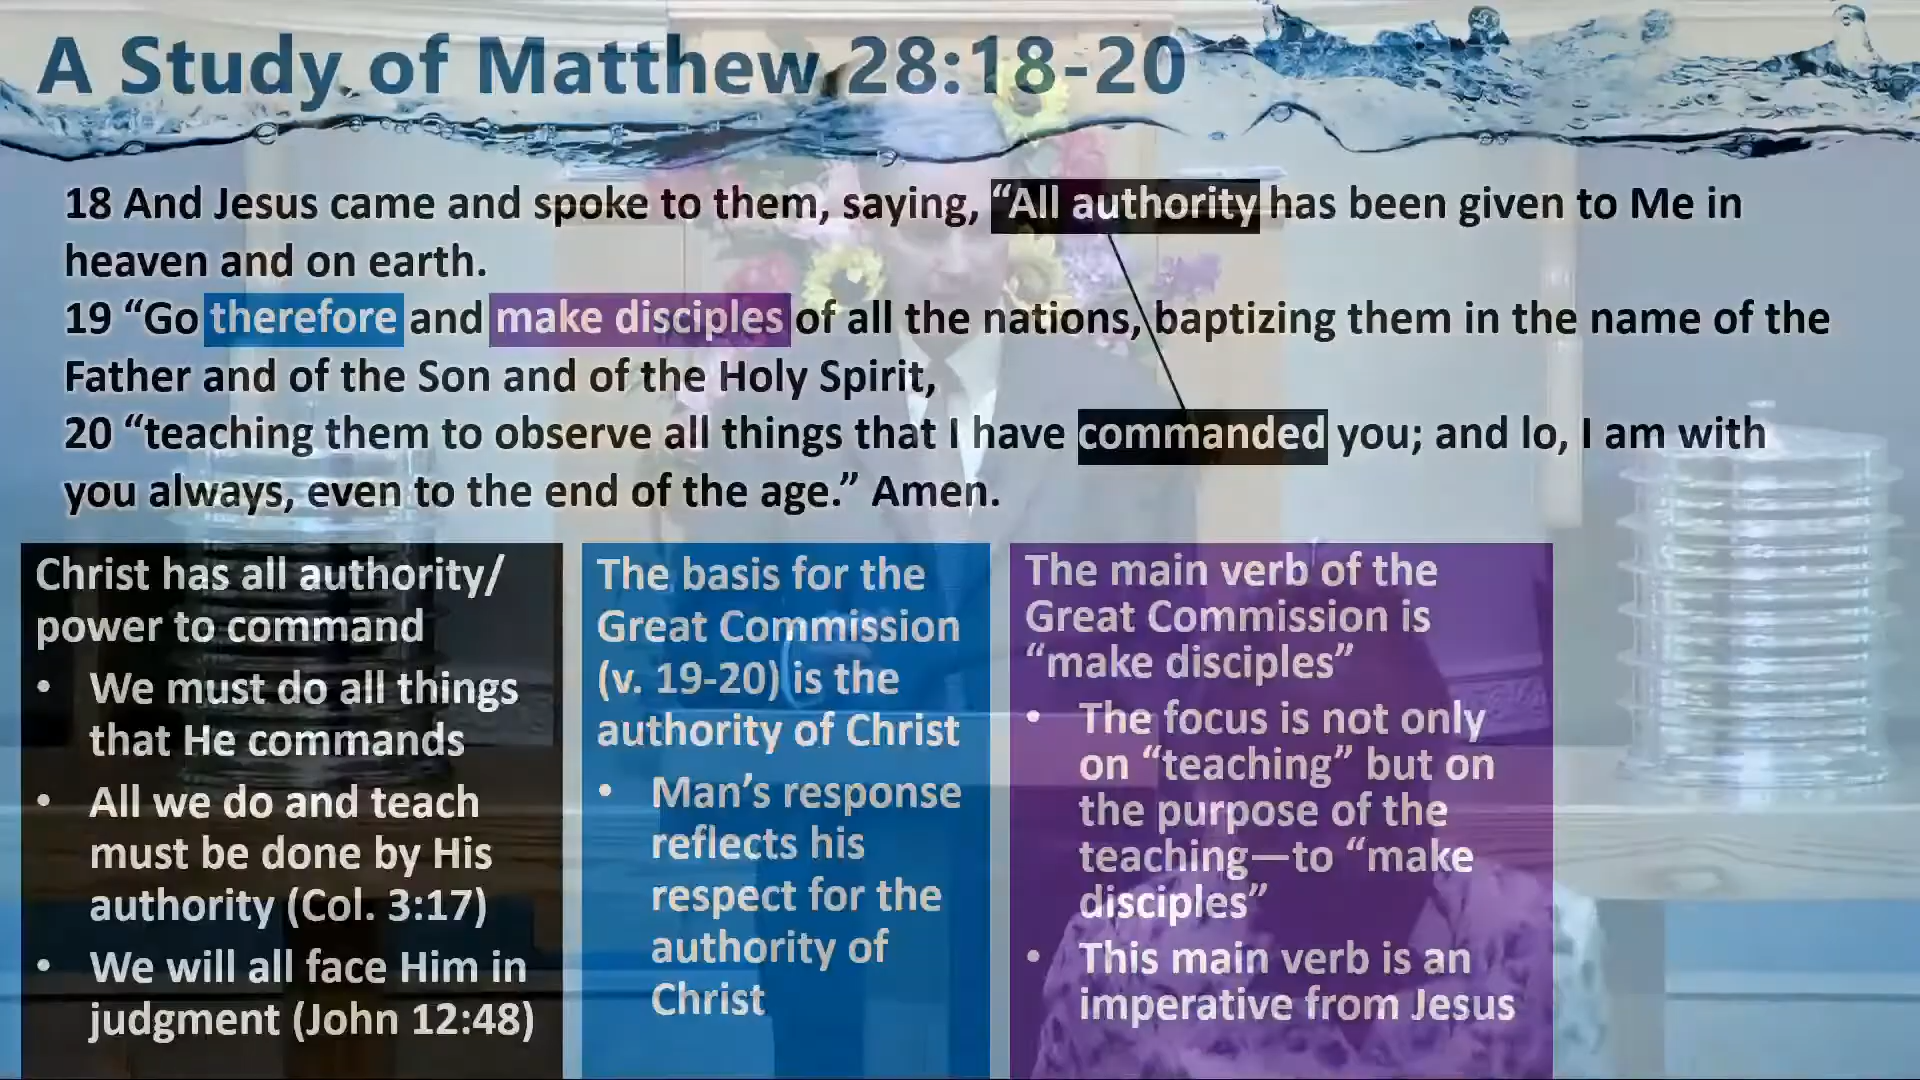 A Study of Matthew 28:18-20
18 And Jesus came and spoke to them, saying, “All authority has been given to Me in
heaven and on earth.
19 “Go therefore and make disciples of all the nations, baptizing them in the name of the
Father and of the Son and of the Holy Spirit,
20 “teaching them to observe all things that I have commanded you; and lo, I am with
you always, even to the end of the age.” Amen.
Christ has all authority/
power to command
• We must do all things
that He commands
• All we do and teach
must be done by His
authority (Col. 3:17)
• We will all face Him in
judgment (John 12:48)
The basis for the
Great Commission
(v. 19-20) is the
authority of Christ
• Man’s response
reflects his
respect for the
authority of
Christ
The main verb of the
Great Commission is
“make disciples”
• The focus is not only
on “teaching” but on
the purpose of the
teaching—to “make
disciples”
• This main verb is an
imperative from Jesus